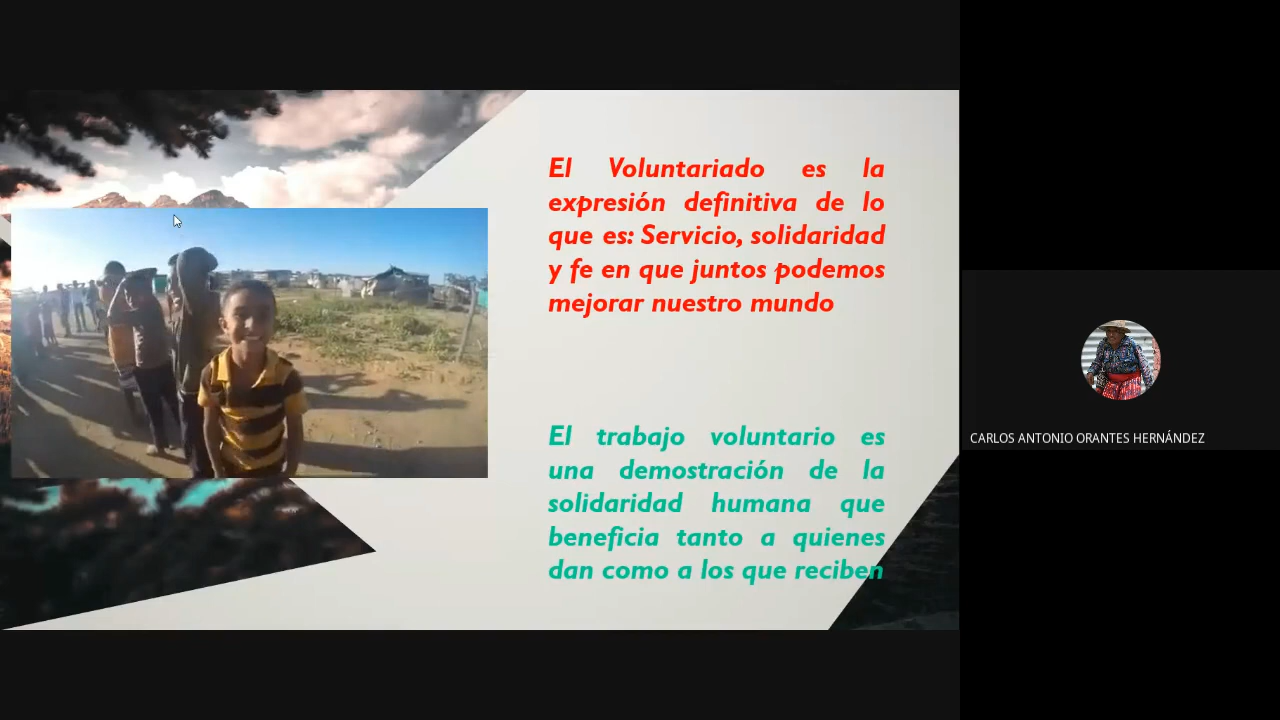 El Voluntariado es la
expresión definitiva de lo
que es: Servicio, solidaridad
y fe en que juntos podemos
mejorar nuestro mundo
El trabajo voluntario es
una demostración de la
solidaridad humana que
beneficia tanto a quienes
dan como a los que reciben
CARLOS ANTONIO ORANTES HERNÁNDEZ